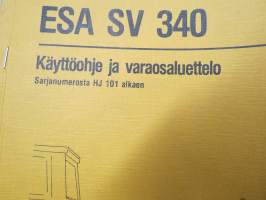 ESA SV 340
Käyttöohje ja varaosaluettelo
Sarjanumerosta HJ 101 alkaen